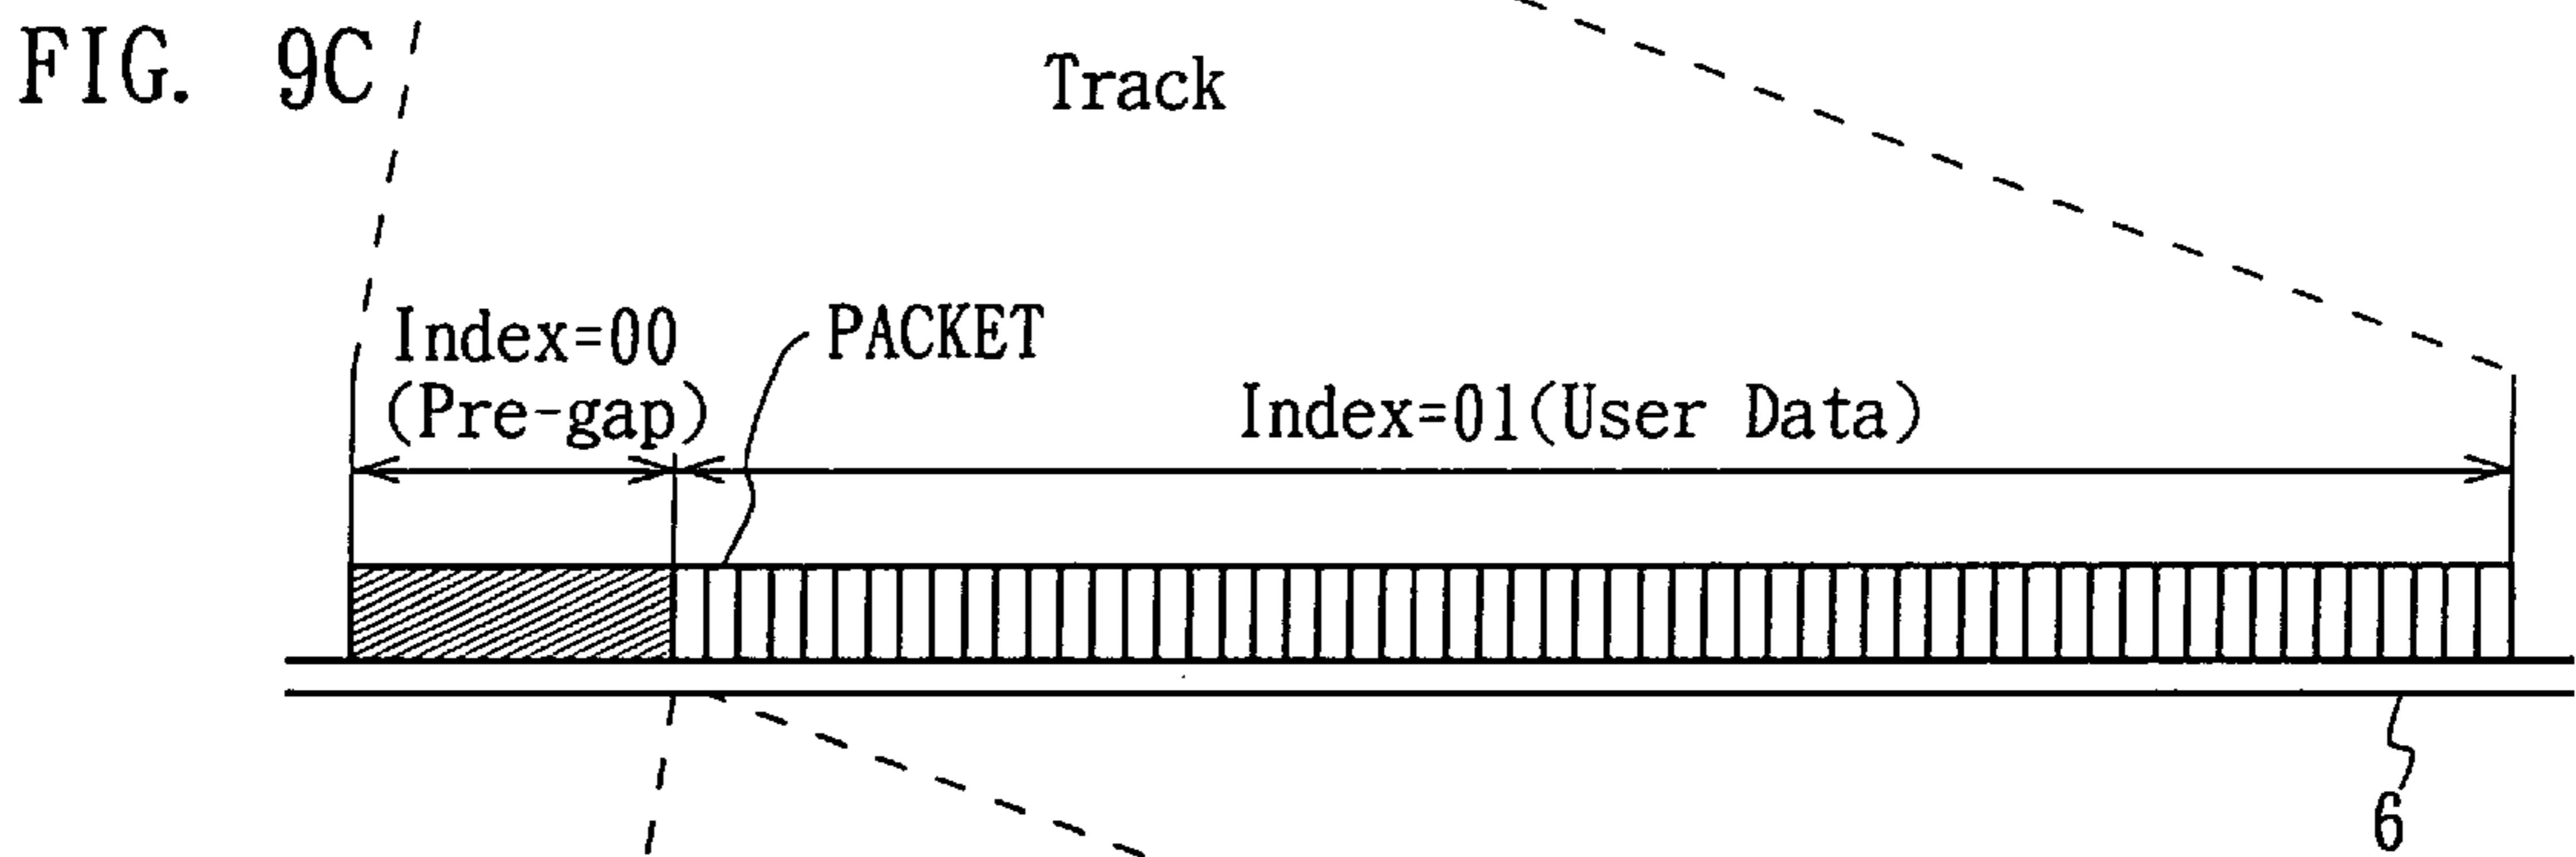 FIG. 9C
Track
Index=00
(Pre-gap)
PACKET
Index=01(User Data)
6